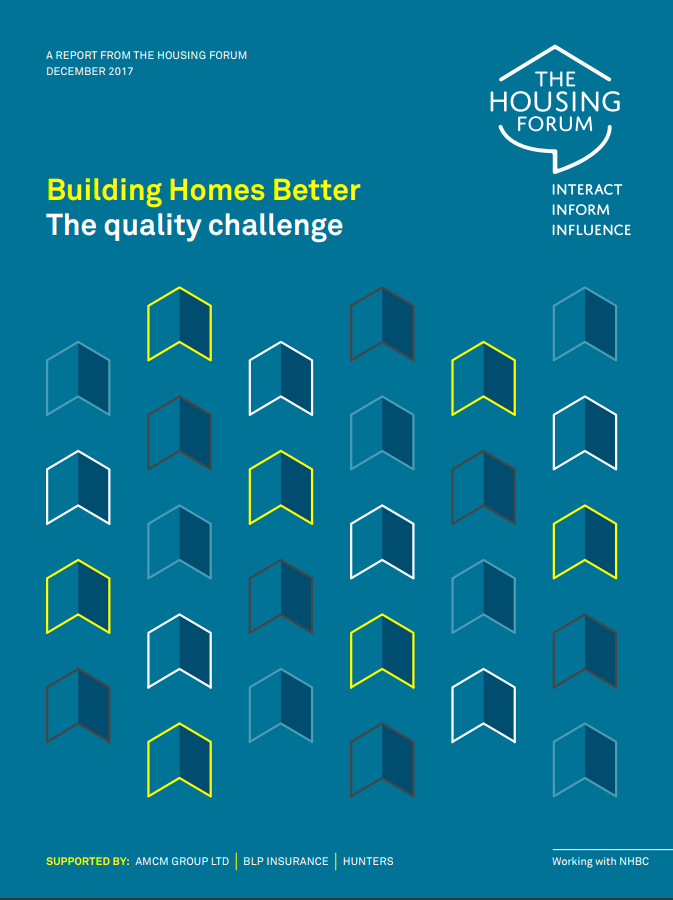 A REPORT FROM THE HOUSING FORUM
DECEMBER 2017
THE
HOUSING
FORUM
INTERACT
INFORM
INFLUENCE
Building Homes Better
The quality challenge
SUPPORTED BY: AMCM GROUP LTD | BLP INSURANCE | HUNTERS
Working with NHBC